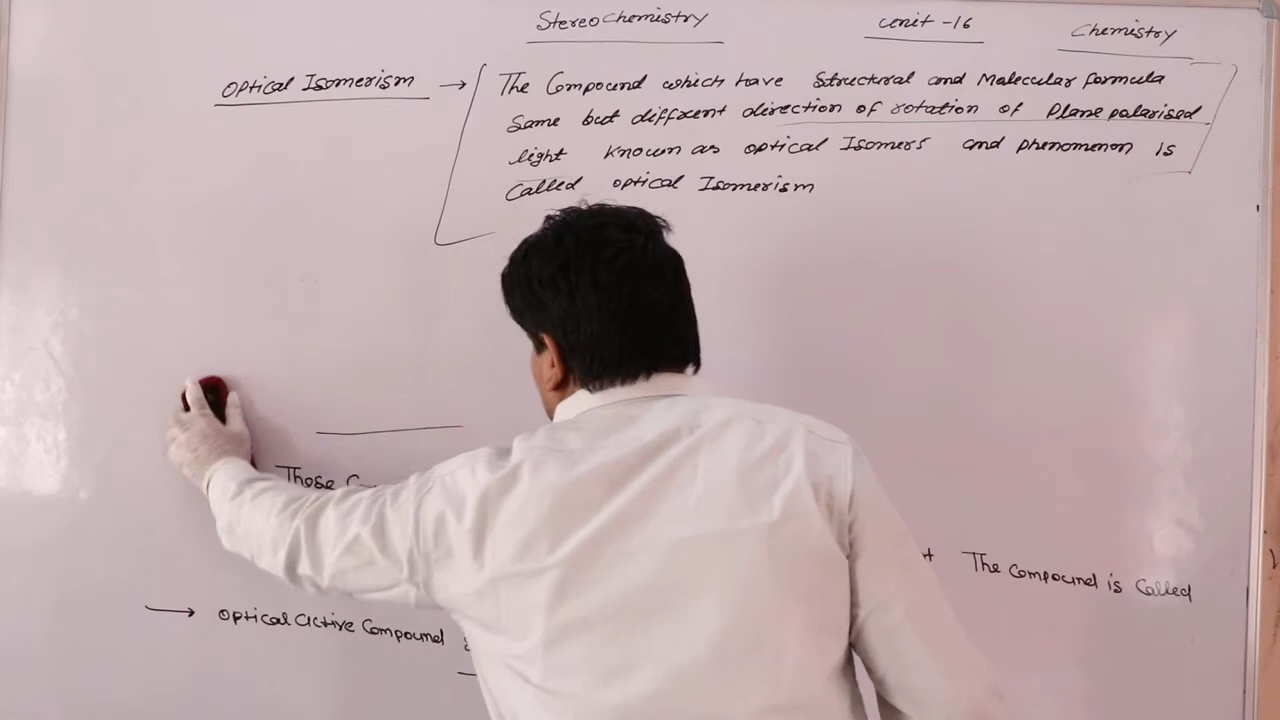 StereoChemistry Unit -16 Chemistry
Optical Isomerism → The Compound which have Structural and Molecular formula
Same but diffrent direction of rotation of Plane polarised
light known as optical Isomers and phenomenon is
Called optical Isomerism
Those
The Compound is Called
→ Optical active Compound